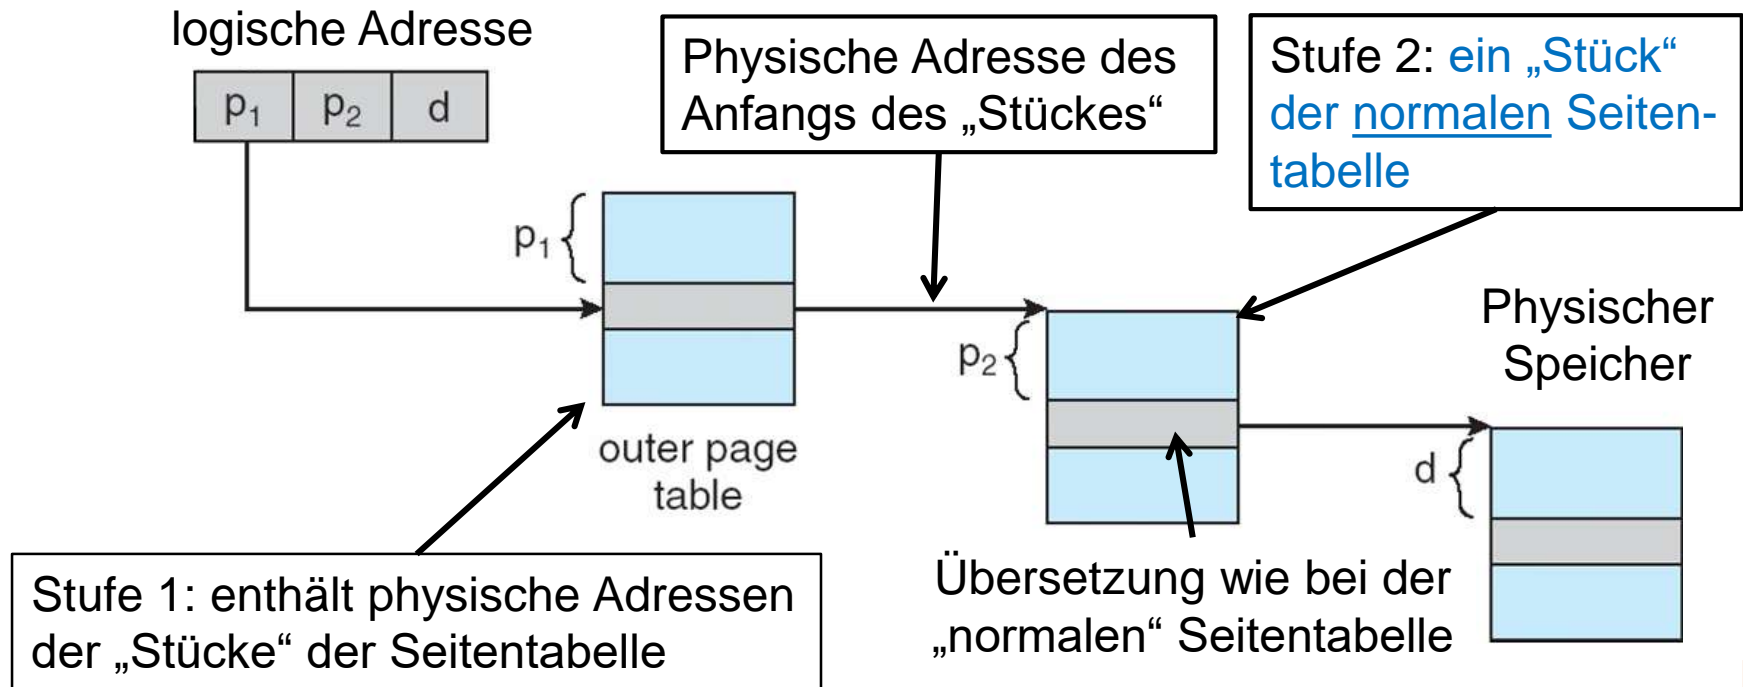 logische Adresse
p₁ p₂ d
Physische Adresse des
Anfangs des „Stückes“
Stufe 2: ein „Stück“
der normalen Seiten-
tabelle
p₁
p₂
Physischer
Speicher
d
outer page
table
Stufe 1: enthält physische Adressen
der „Stücke“ der Seitentabelle
Übersetzung wie bei der
„normalen“ Seitentabelle